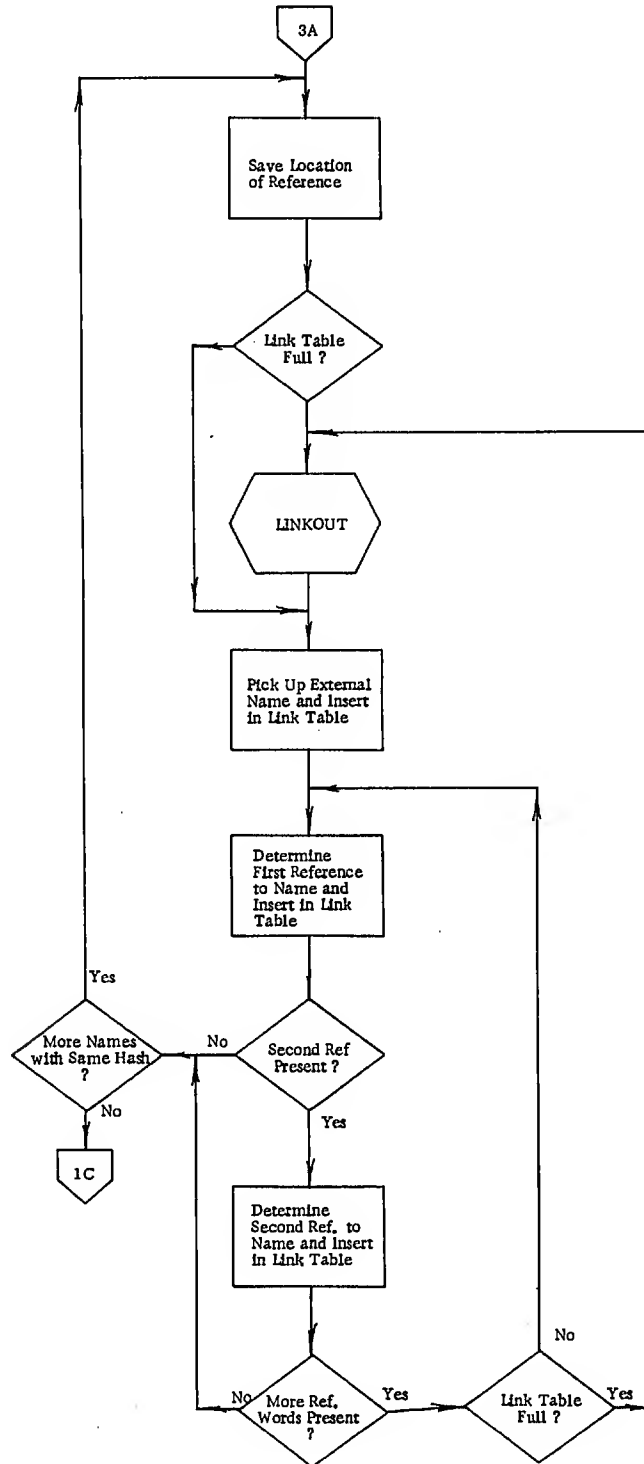 3A
Save Location
of Reference
Link Table
Full ?
LINKOUT
Pick Up External
Name and Insert
in Link Table
Determine
First Reference
to Name and
Insert in Link
Table
Yes
More Names
with Same Hash
?
No
Second Ref
Present ?
No
Yes
1C
Determine
Second Ref. to
Name and Insert
in Link Table
No
No
More Ref.
Words Present
?
Yes
Link Table
Full ?
Yes